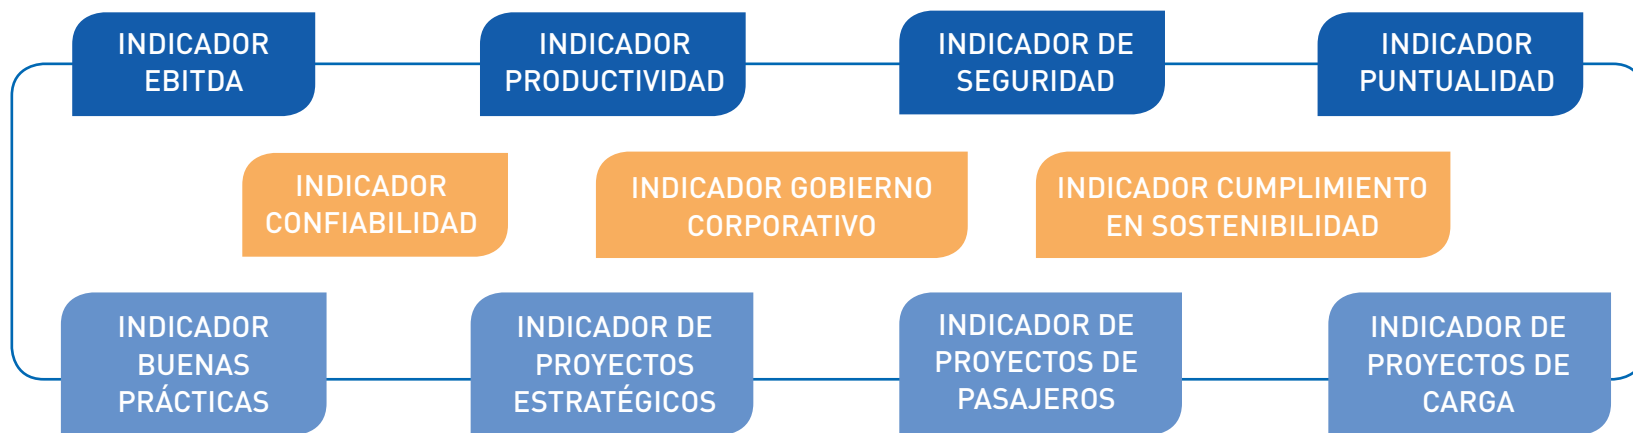 INDICADOR
EBITDA
INDICADOR
PRODUCTIVIDAD
INDICADOR DE
SEGURIDAD
INDICADOR
PUNTUALIDAD
INDICADOR
CONFIABILIDAD
INDICADOR GOBIERNO
CORPORATIVO
INDICADOR CUMPLIMIENTO
EN SOSTENIBILIDAD
INDICADOR
BUENAS
PRÁCTICAS
INDICADOR DE
PROYECTOS
ESTRATÉGICOS
INDICADOR DE
PROYECTOS DE
PASAJEROS
INDICADOR DE
PROYECTOS DE
CARGA